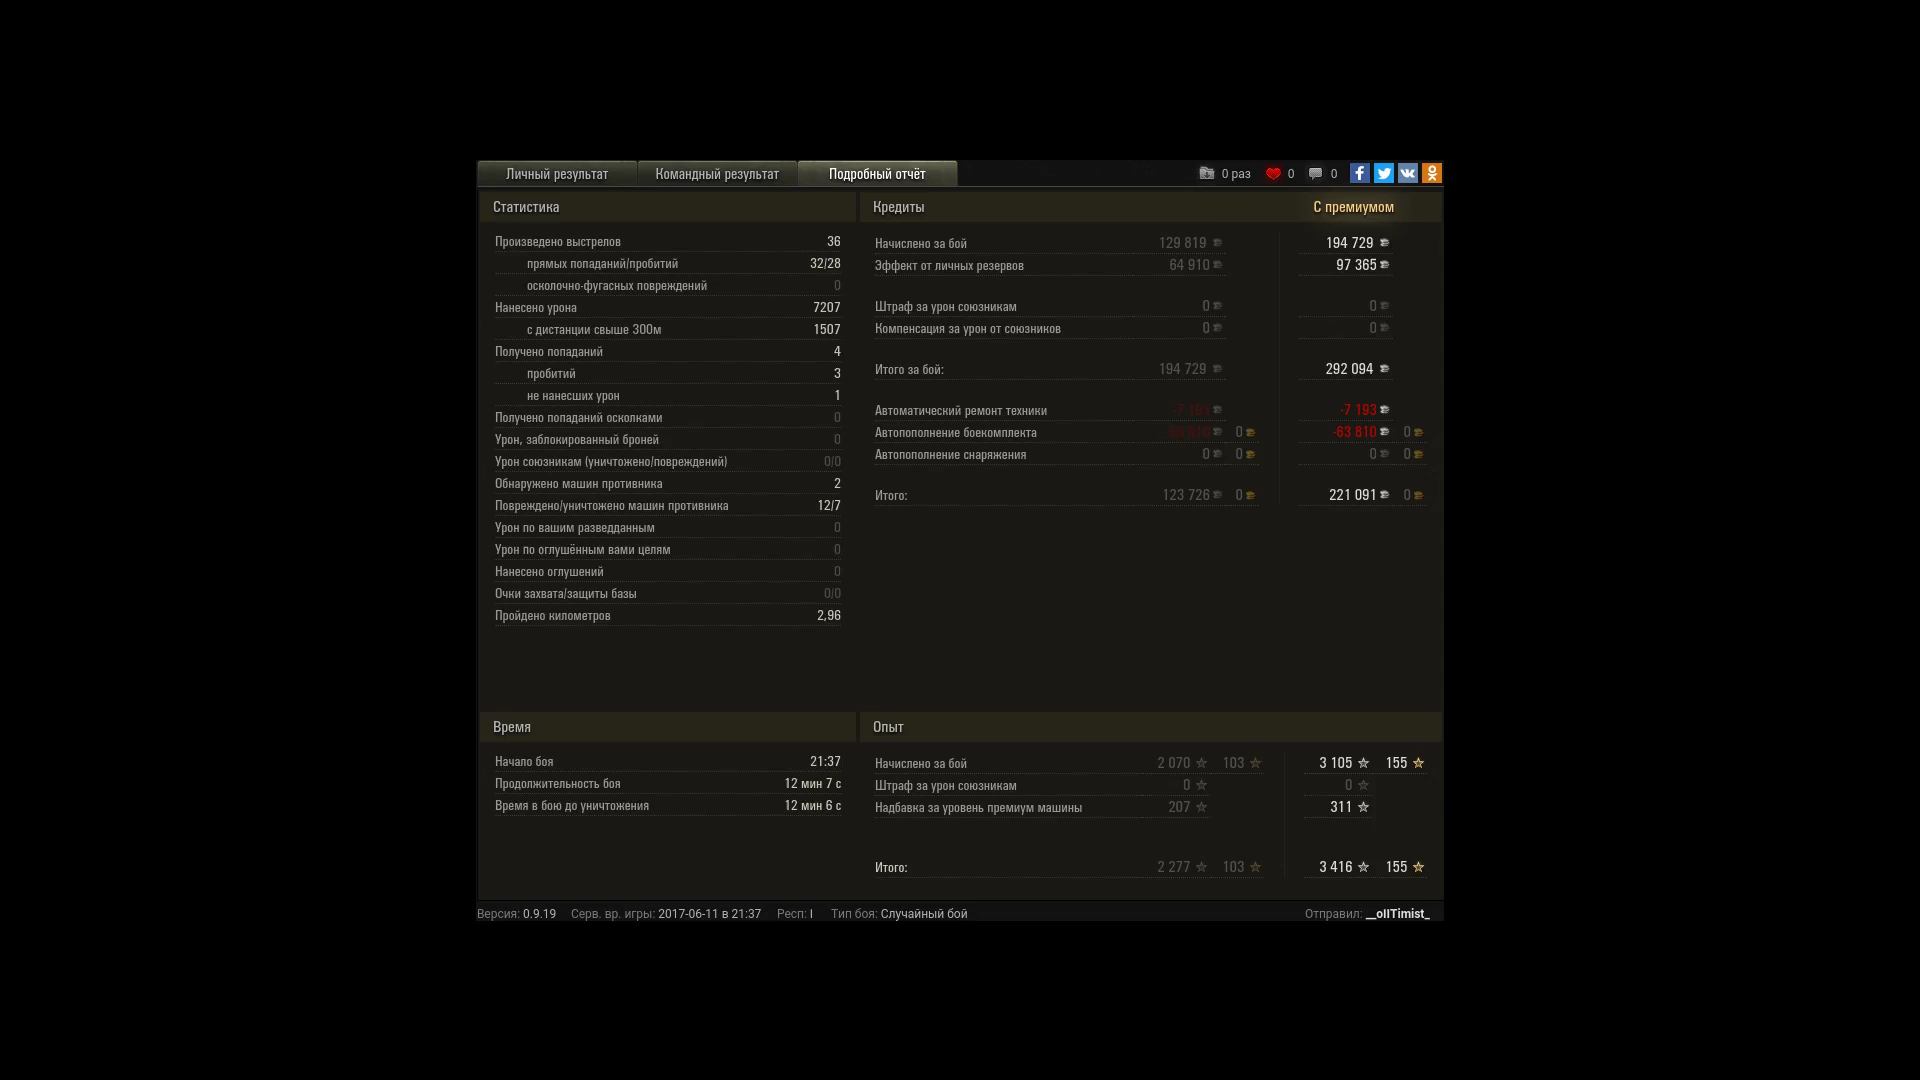 Личный результат Командный результат Подробный отчёт 0 раз 0 0
Статистика
Произведено выстрелов 36
прямых попаданий/пробитий 32/28
осколочно-фугасных повреждений 0
Нанесено урона 7207
с дистанции свыше 300м 1507
Получено попаданий 4
пробитий 3
не нанесших урон 1
Получено попаданий осколками 0
Урон, заблокированный броней 0
Урон союзникам (уничтожено/повреждений) 0/0
Обнаружено машин противника 2
Повреждено/уничтожено машин противника 12/7
Урон по вашим разведданным 0
Урон по оглушённым вами целям 0
Нанесено оглушений 0
Очки захвата/защиты базы 0/0
Пройдено километров 2,96
Кредиты С премиумом
Начислено за бой 129 819 194 729
Эффект от личных резервов 64 910 97 365
Штраф за урон союзникам 0 0
Компенсация за урон от союзников 0 0
Итого за бой: 194 729 292 094
Автоматический ремонт техники -7 193 -7 193
Автопополнение боекомплекта 0 -63 810 0
Автопополнение снаряжения 0 0 0 0
Итого: 123 726 0 221 091 0
Время
Начало боя 21:37
Продолжительность боя 12 мин 7 с
Время в бою до уничтожения 12 мин 6 с
Опыт
Начислено за бой 2 070 103 3 105 155
Штраф за урон союзникам 0 0
Надбавка за уровень премиум машины 207 311
Итого: 2 277 103 3 416 155
Версия: 0.9.19 Серв. вр. игры: 2017-06-11 в 21:37 Респ: I Тип боя: Случайный бой Отправил: __oIITimist_